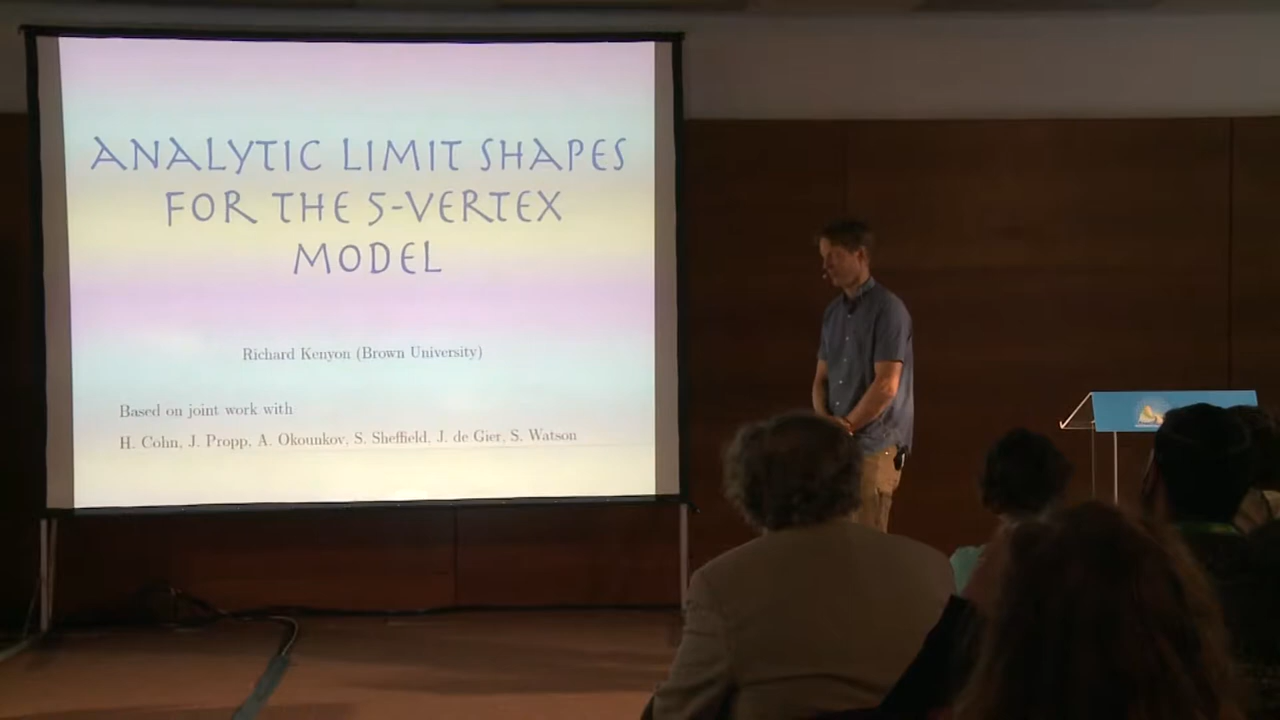 ANALYTIC LIMIT SHAPES
FOR THE 5-VERTEX
MODEL
Richard Kenyon (Brown University)
Based on joint work with
H. Cohn, J. Propp, A. Okounkov, S. Sheffield, J. de Gier, S. Watson